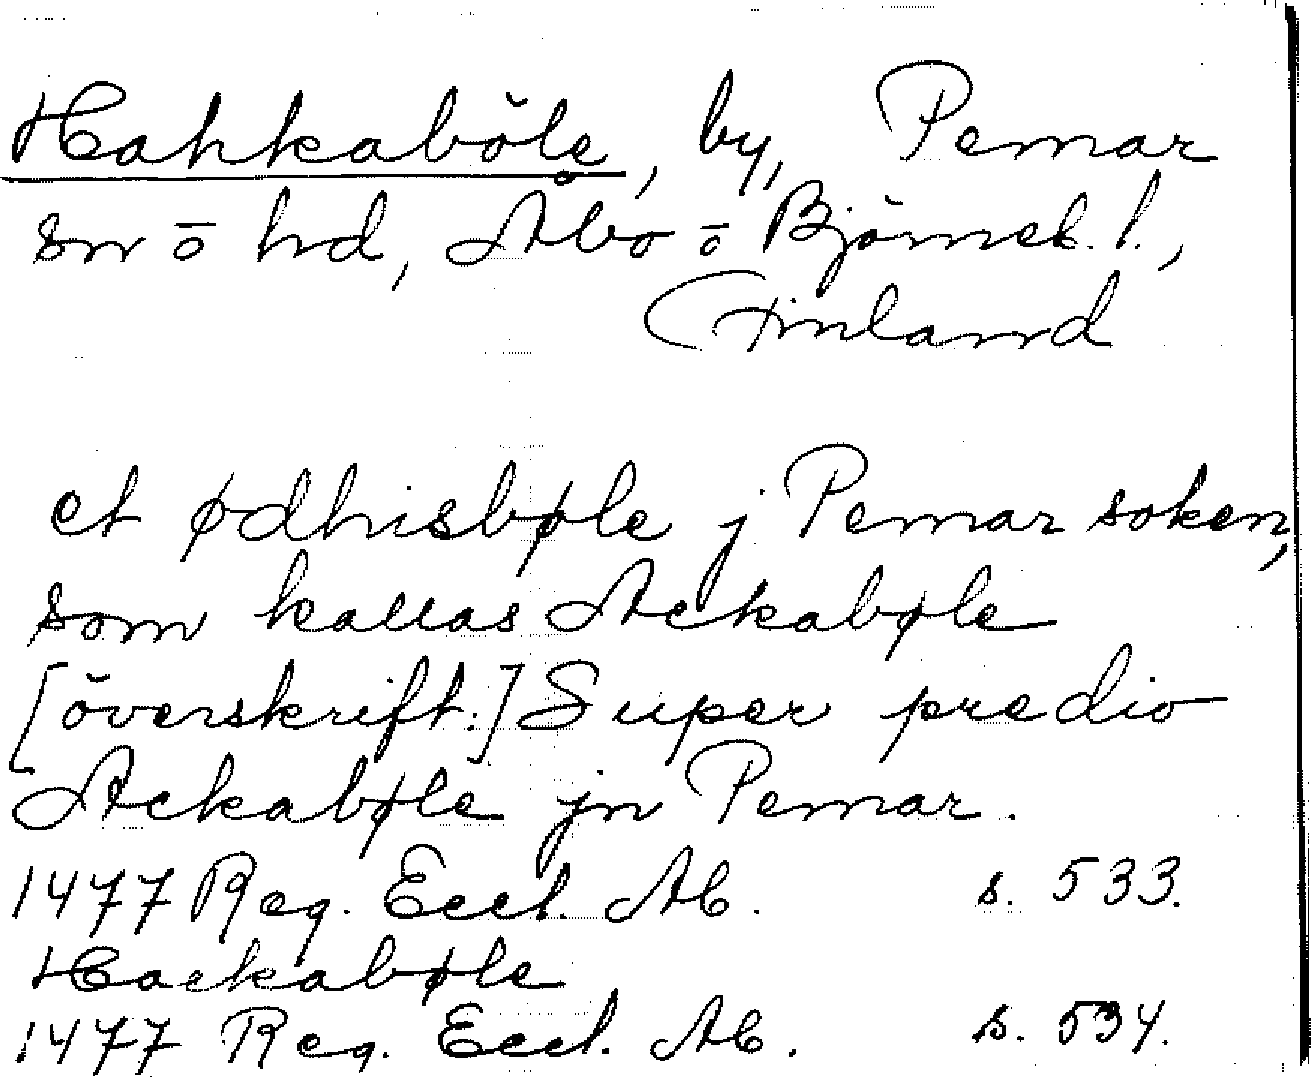 Hahkaböle, by, Pemar
sn o hd, Åbo o Björneb. l.,
Finland
et ødhisbøle j Pemar soken,
som kallas Ackabøle
[överskrift:] Super predio
Ackabøle jn Pemar.
1477 Reg. Eccl. Ab. s. 533.
Hackabøle
1477 Reg. Eccl. Ab. s. 534.